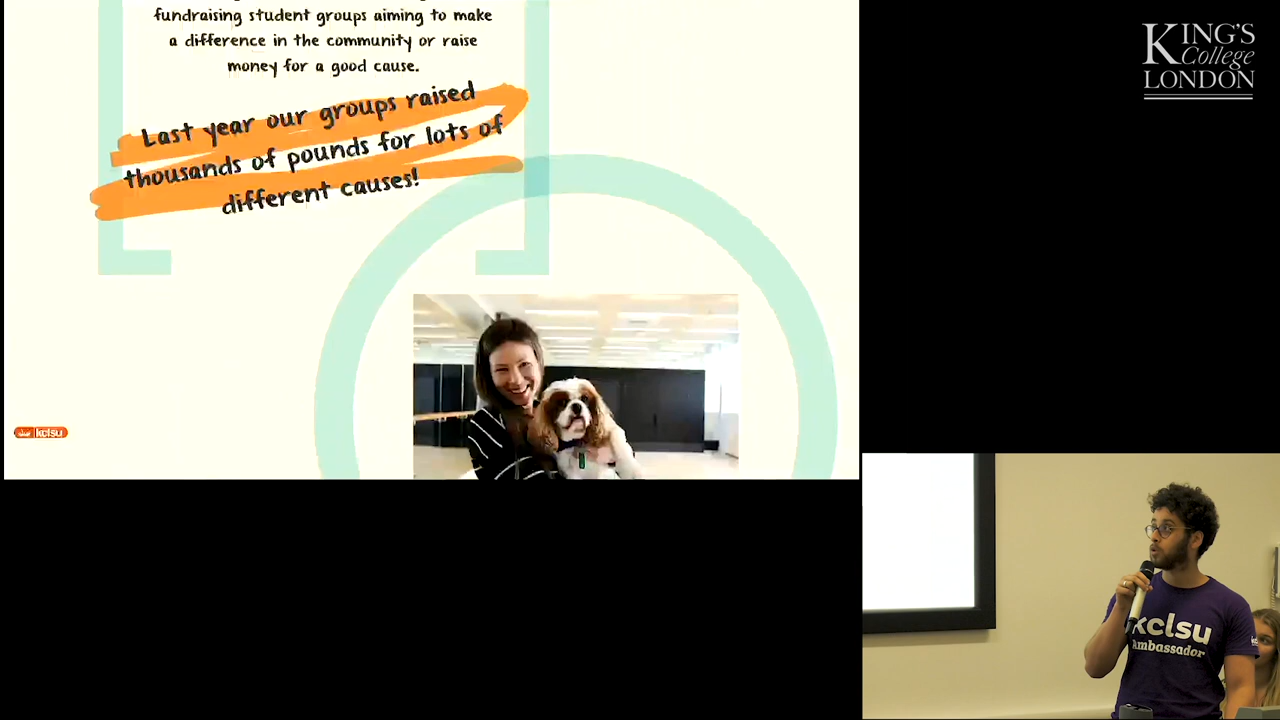 fundraising student groups aiming to make
a difference in the community or raise
money for a good cause.
Last year our groups raised
thousands of pounds for lots of
different causes!
kclsu
KING'S
College
LONDON
kclsu
Ambassador